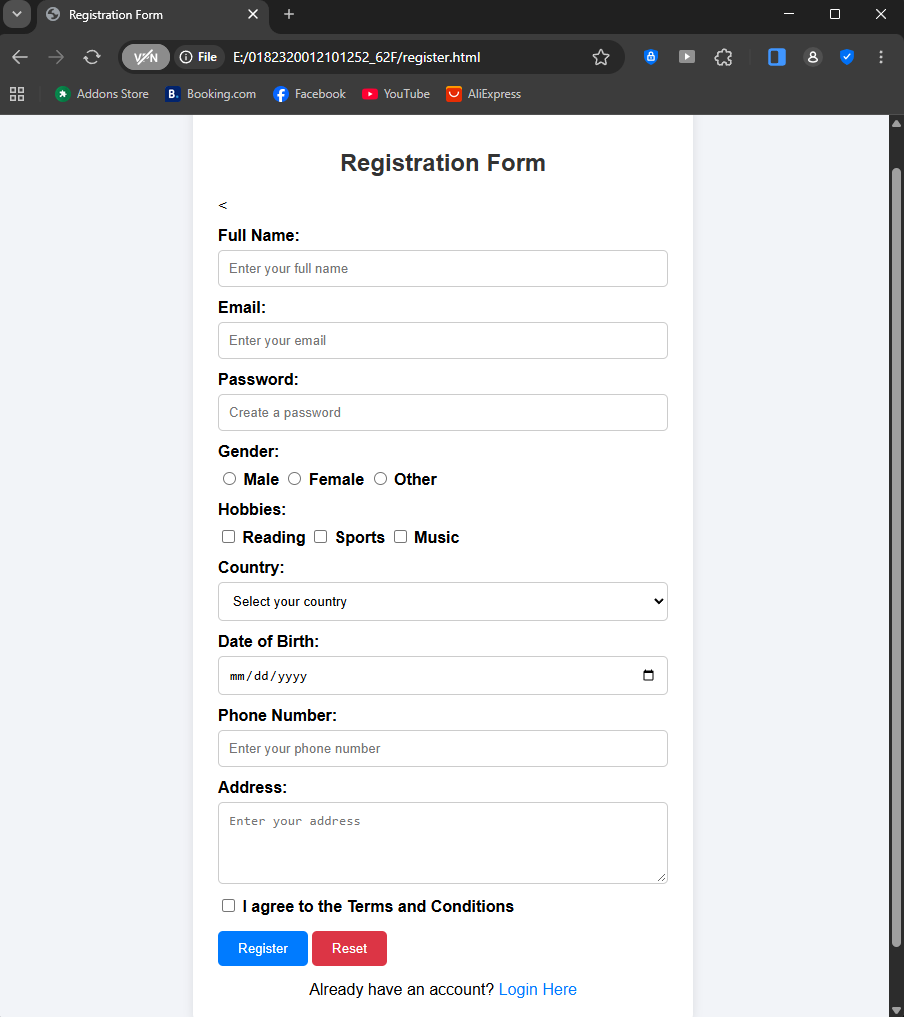 Registration Form
VPN File E:/0182320012101252_62F/register.html
Addons Store B. Booking.com Facebook YouTube AliExpress
Registration Form
<
Full Name:
Enter your full name
Email:
Enter your email
Password:
Create a password
Gender:
Male Female Other
Hobbies:
Reading Sports Music
Country:
Select your country
Date of Birth:
mm/dd/yyyy
Phone Number:
Enter your phone number
Address:
Enter your address
I agree to the Terms and Conditions
Register Reset
Already have an account? Login Here